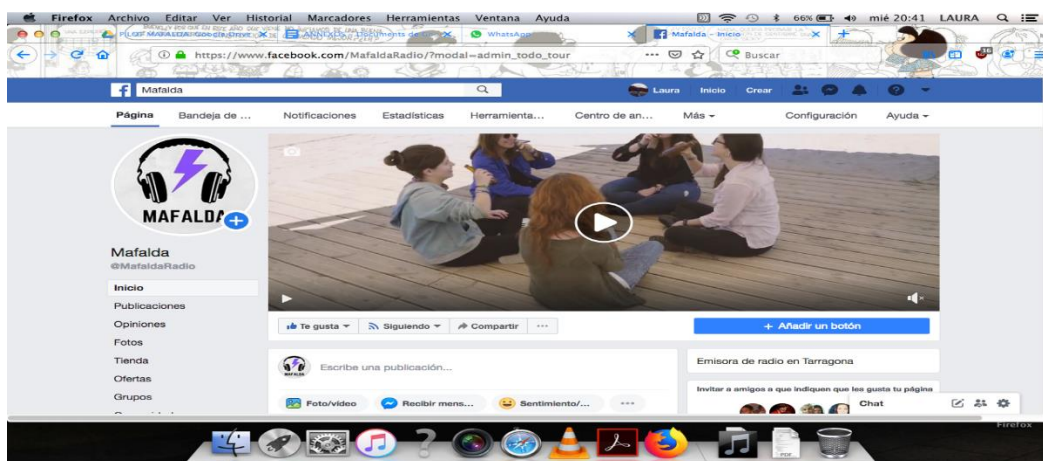 Firefox Archivo Editar Ver Historial Marcadores Herramientas Ventana Ayuda 66% mié 20:41 LAURA
WhatsApp Mafalda - Inicio
https://www.facebook.com/MafaldaRadio/?modal=admin_todo_tour Buscar
Mafalda Laura Inicio Crear
Página Bandeja de ... Notificaciones Estadísticas Herramienta... Centro de an... Más Configuración Ayuda
MAFALDA
Mafalda
@MafaldaRadio
Inicio
Publicaciones
Opiniones
Fotos
Tienda
Ofertas
Grupos
Te gusta Siguiendo Compartir ... + Añadir un botón
Escribe una publicación...
Foto/vídeo Recibir mens... Sentimiento/... ...
Emisora de radio en Tarragona
Invitar a amigos a que indiquen que les gusta tu página
Chat
Firefox
PDF